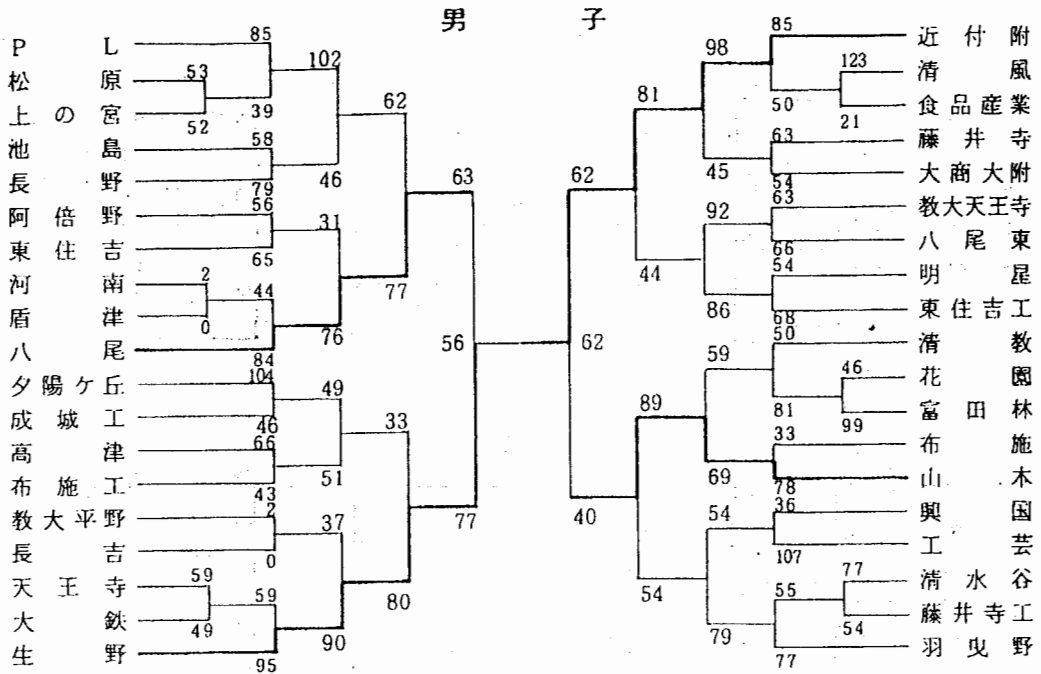 男子
P L
松原
上の宮
池島
長野
阿倍野
東住吉
河南
盾津
八尾
夕陽ケ丘
成城工
高津
布施工
教大平野
長吉
天王寺
大鉄
生野
85
53
52
39
58
79
56
65
2
0
44
84
104
46
66
43
2
0
59
49
59
95
102
46
31
76
49
51
37
90
62
77
33
80
63
77
56
62
62
40
81
44
89
54
98
45
92
86
59
69
54
79
85
50
123
21
63
54
63
66
54
68
50
81
46
99
33
78
36
107
55
77
77
54
近付附
清風
食品産業
藤井寺
大商大附
教大天王寺
八尾東
明星
東住吉工
清教
花園
富田林
布施
山本
興国
工芸
清水谷
藤井寺工
羽曳野